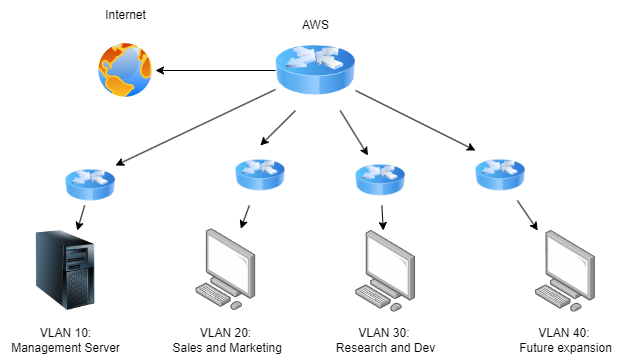 Internet
AWS
VLAN 10:
Management Server
VLAN 20:
Sales and Marketing
VLAN 30:
Research and Dev
VLAN 40:
Future expansion